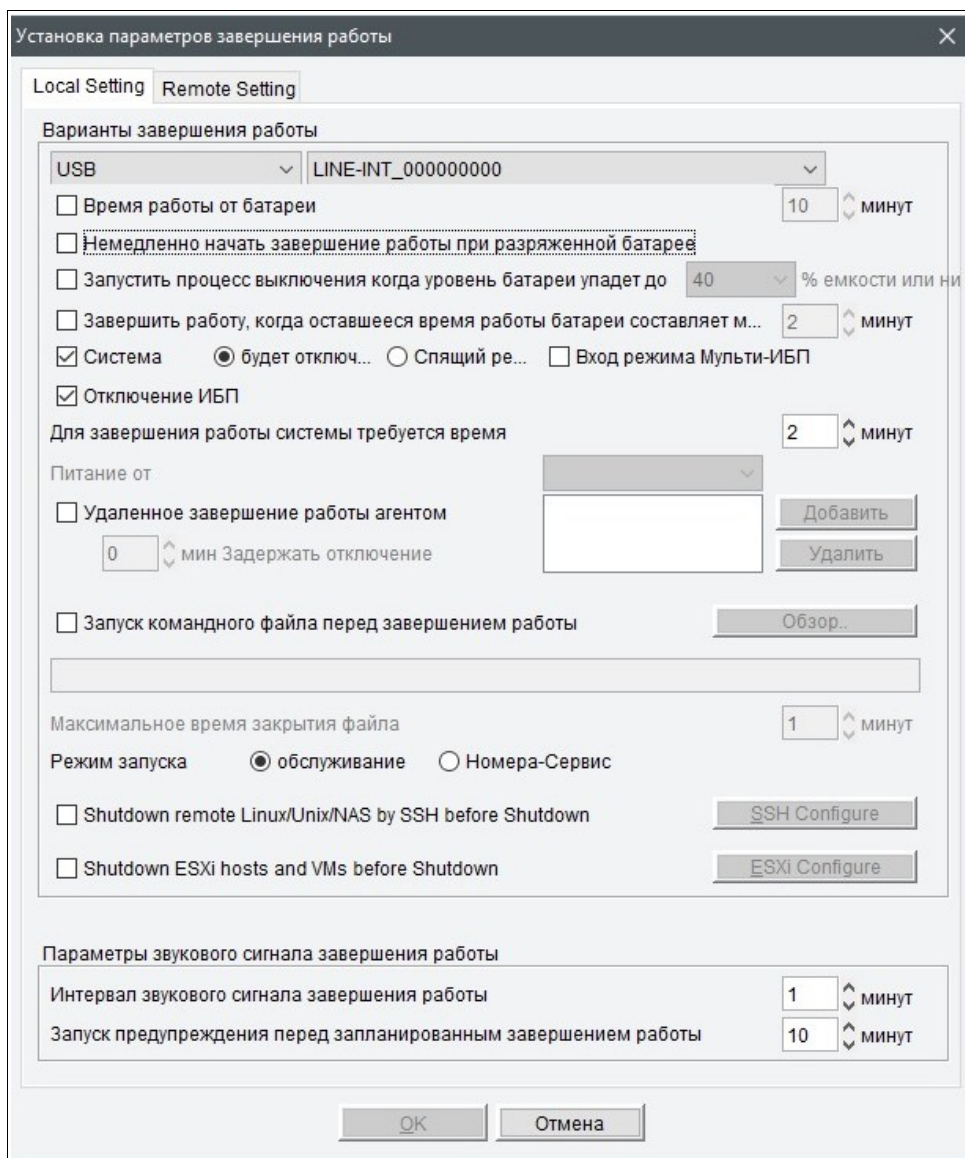 Установка параметров завершения работы
Local Setting Remote Setting
Варианты завершения работы
USB LINE-INT_000000000
Время работы от батареи 10 минут
Немедленно начать завершение работы при разряженной батарее
Запустить процесс выключения когда уровень батареи упадет до 40 % емкости или ни
Завершить работу, когда оставшееся время работы батареи составляет м... 2 минут
Система будет отключ... Спящий ре... Вход режима Мульти-ИБП
Отключение ИБП
Для завершения работы системы требуется время 2 минут
Питание от
Удаленное завершение работы агентом Добавить
0 мин Задержать отключение Удалить
Запуск командного файла перед завершением работы Обзор..
Максимальное время закрытия файла 1 минут
Режим запуска обслуживание Номера-Сервис
Shutdown remote Linux/Unix/NAS by SSH before Shutdown SSH Configure
Shutdown ESXi hosts and VMs before Shutdown ESXi Configure
Параметры звукового сигнала завершения работы
Интервал звукового сигнала завершения работы 1 минут
Запуск предупреждения перед запланированным завершением работы 10 минут
OK Отмена